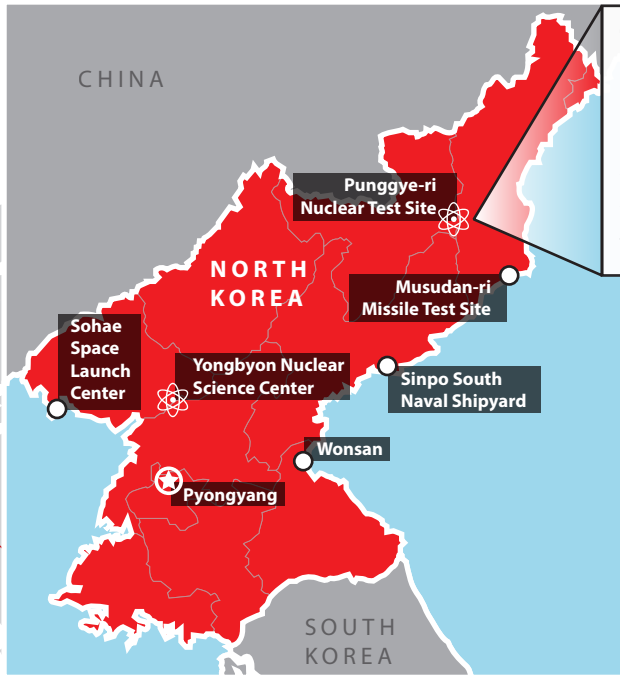 CHINA
Punggye-ri
Nuclear Test Site
NORTH
KOREA
Musudan-ri
Missile Test Site
Sohae
Space
Launch
Center
Yongbyon Nuclear
Science Center
Sinpo South
Naval Shipyard
Wonsan
Pyongyang
SOUTH
KOREA